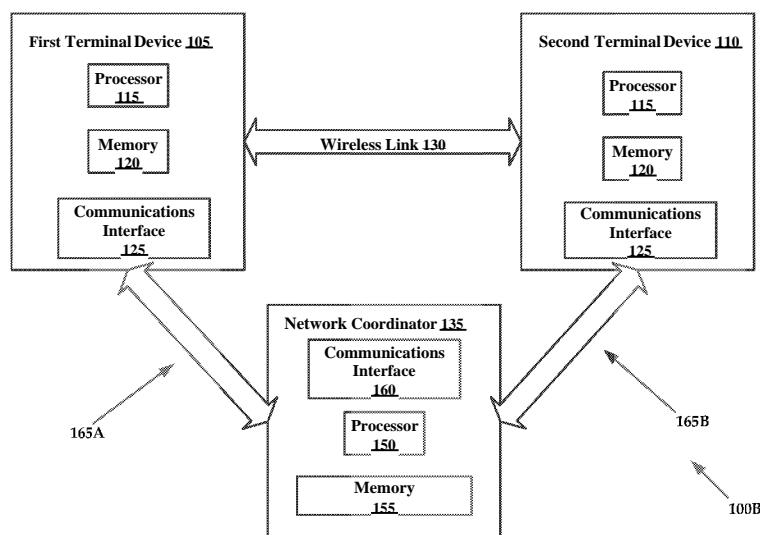 First Terminal Device 105
Processor
115
Memory
120
Communications
Interface
125
Wireless Link 130
Second Terminal Device 110
Processor
115
Memory
120
Communications
Interface
125
Network Coordinator 135
Communications
Interface
160
Processor
150
Memory
155
165A
165B
100B